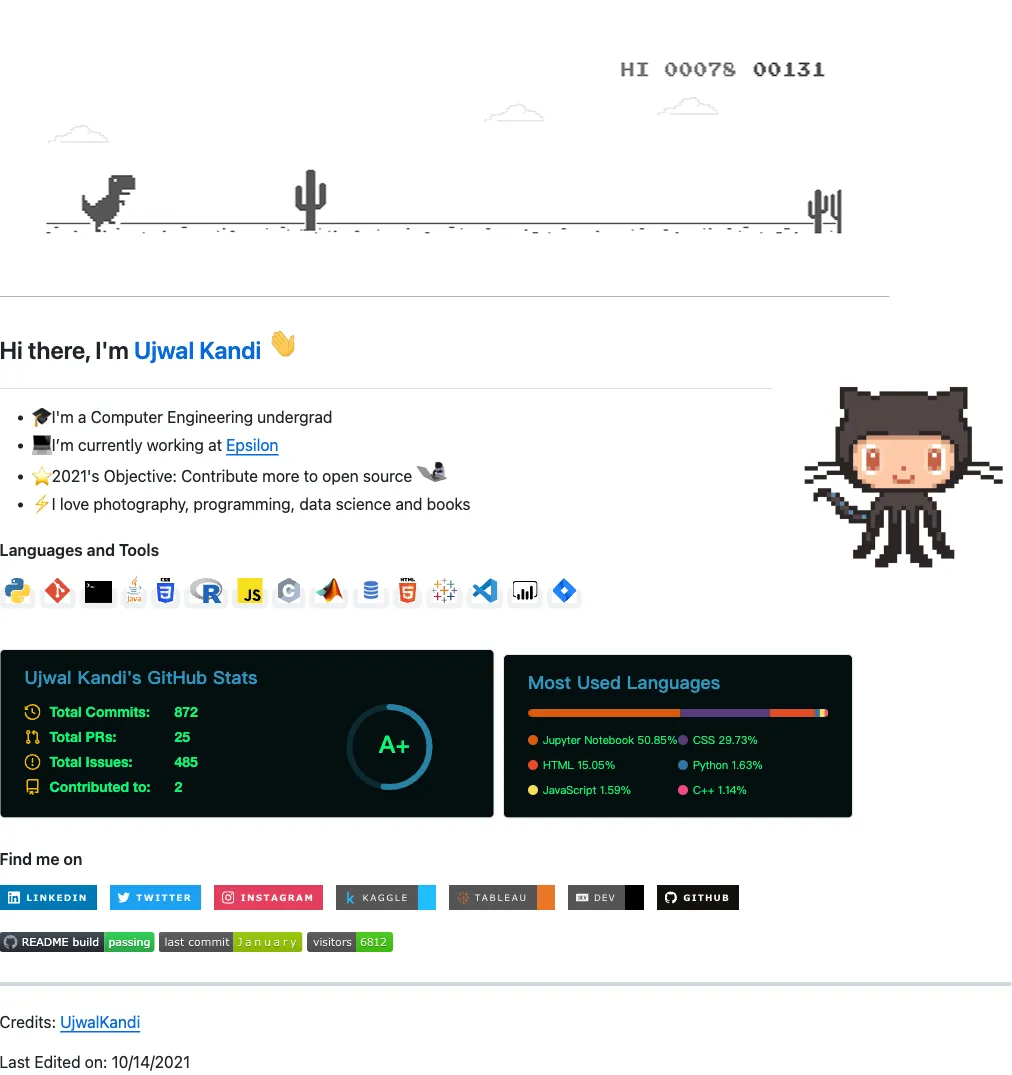 HI 00078 00131
Hi there, I'm Ujwal Kandi
I'm a Computer Engineering undergrad
I'm currently working at Epsilon
2021's Objective: Contribute more to open source
I love photography, programming, data science and books
Languages and Tools
Java
CSS
R
JS
C
HTML
Ujwal Kandi's GitHub Stats
Total Commits: 872
Total PRs: 25
Total Issues: 485
Contributed to: 2
A+
Most Used Languages
Jupyter Notebook 50.85% CSS 29.73%
HTML 15.05% Python 1.63%
JavaScript 1.59% C++ 1.14%
Find me on
LINKEDIN TWITTER INSTAGRAM KAGGLE TABLEAU DEV GITHUB
README build passing last commit January visitors 6812
Credits: UjwalKandi
Last Edited on: 10/14/2021